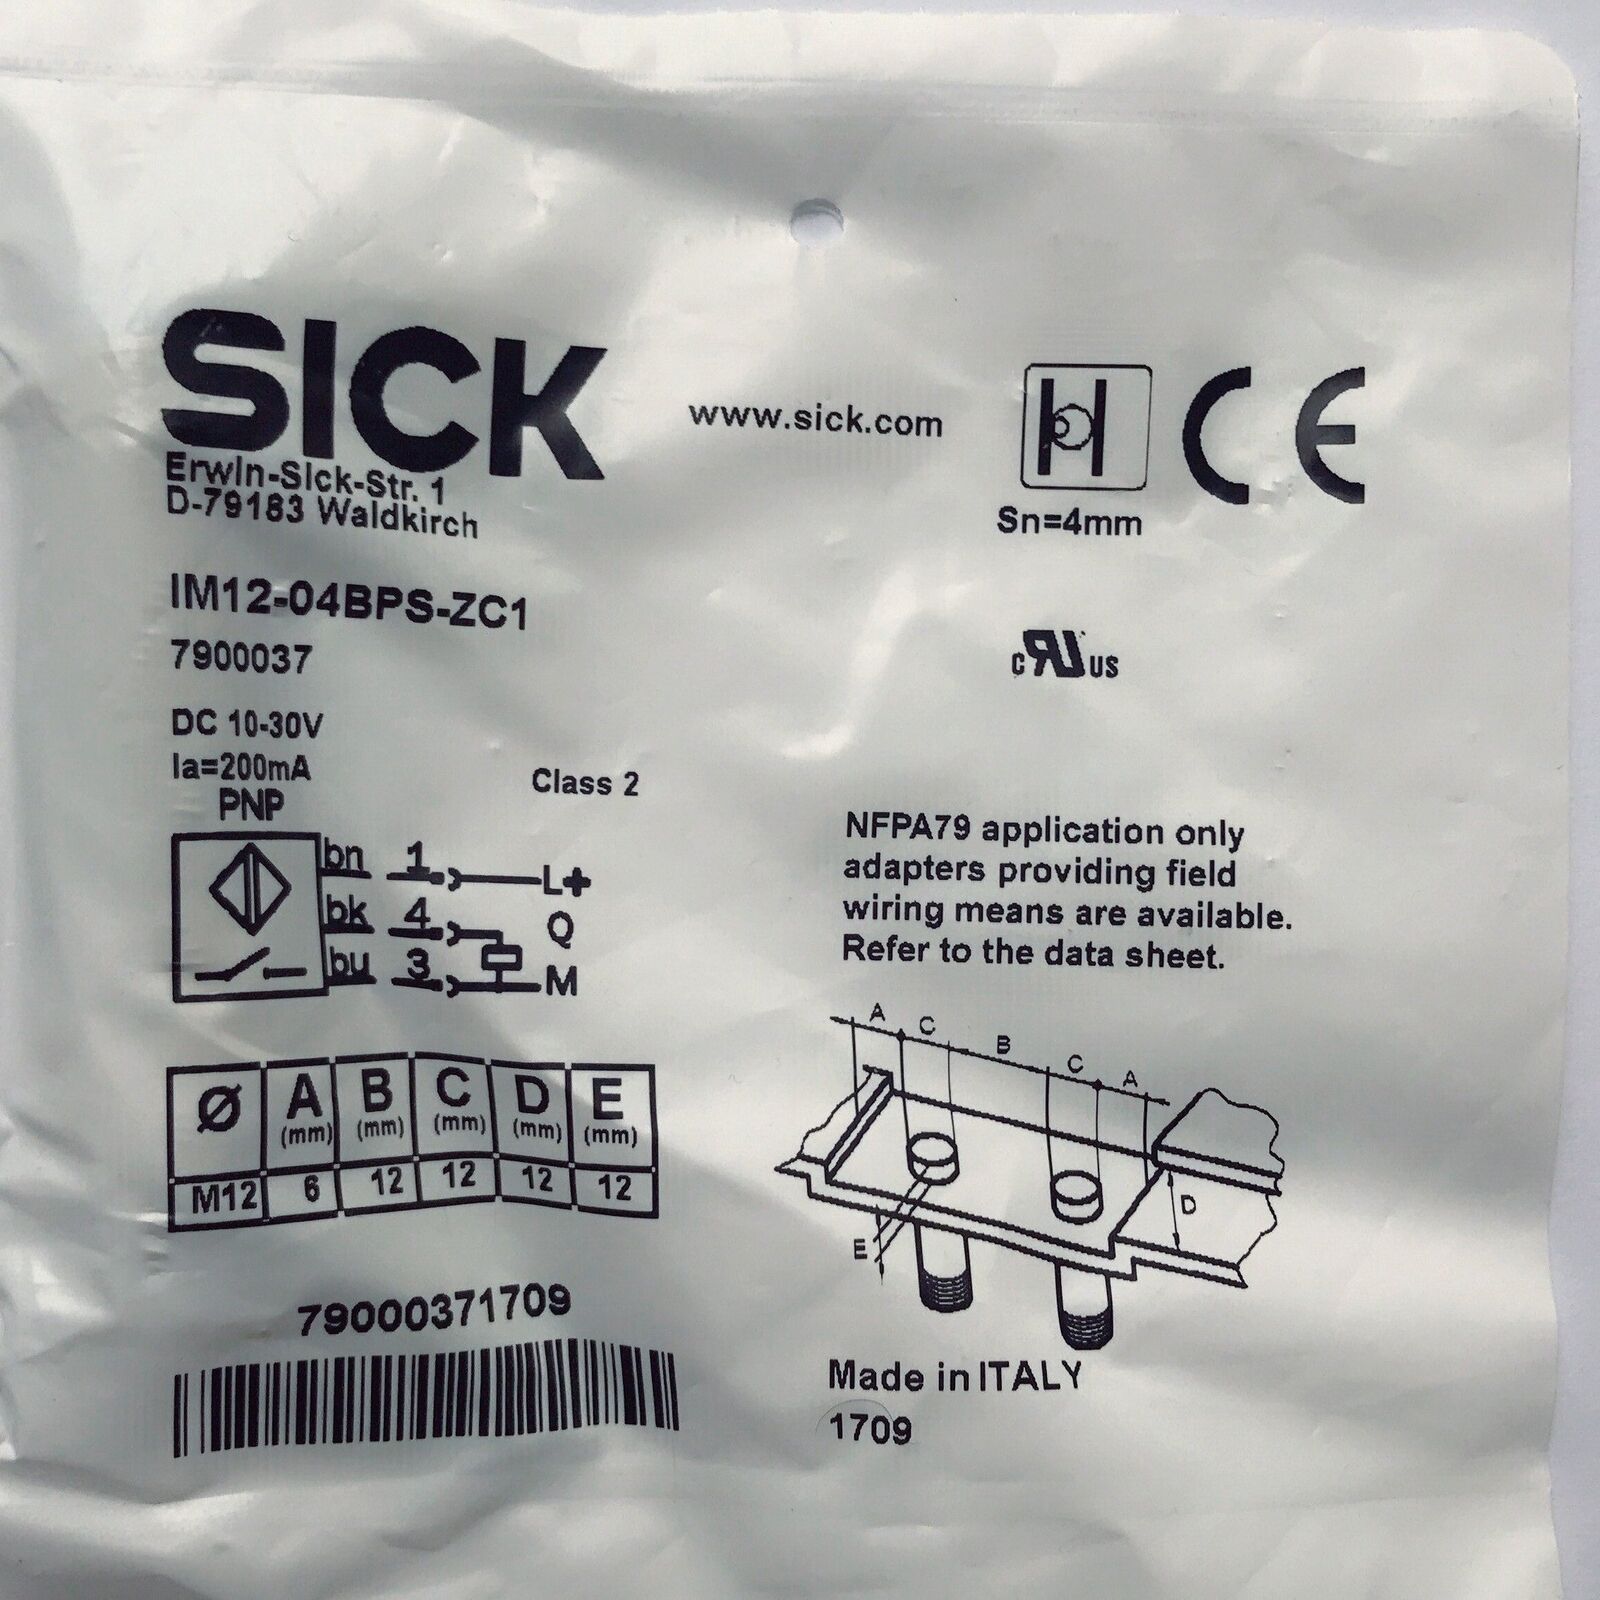 SICK
www.sick.com
CE
Erwin-Sick-Str. 1
D-79183 Waldkirch
Sn=4mm
IM12-04BPS-ZC1
7900037
c RU US
DC 10-30V
Ia=200mA
PNP
Class 2
bn 1 L+
bk 4 Q
bu 3 M
NFPA79 application only
adapters providing field
wiring means are available.
Refer to the data sheet.
A C B C A
D
E
Ø A B C D E
(mm) (mm) (mm) (mm) (mm)
M12 6 12 12 12 12
79000371709
Made in ITALY
1709